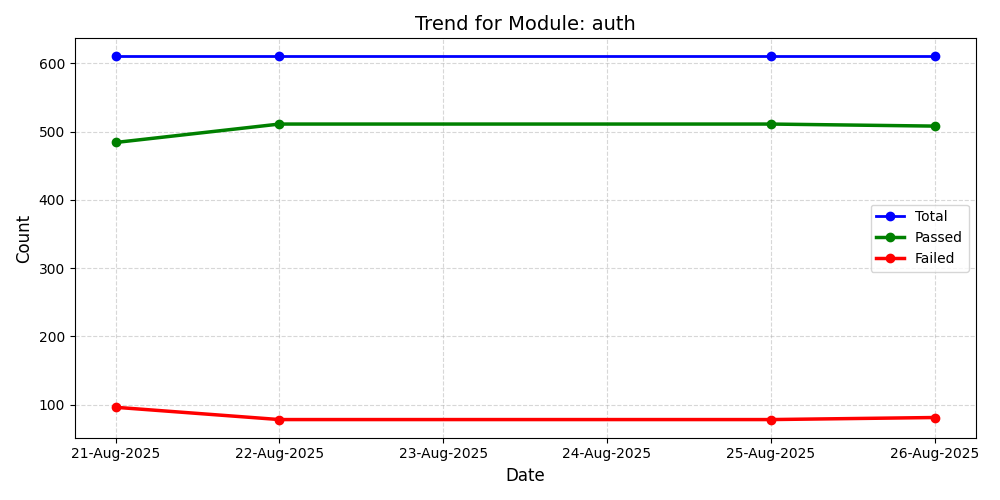 Trend for Module: auth
600
500
400
300
200
100
Count
Total
Passed
Failed
21-Aug-2025 22-Aug-2025 23-Aug-2025 24-Aug-2025 25-Aug-2025 26-Aug-2025
Date